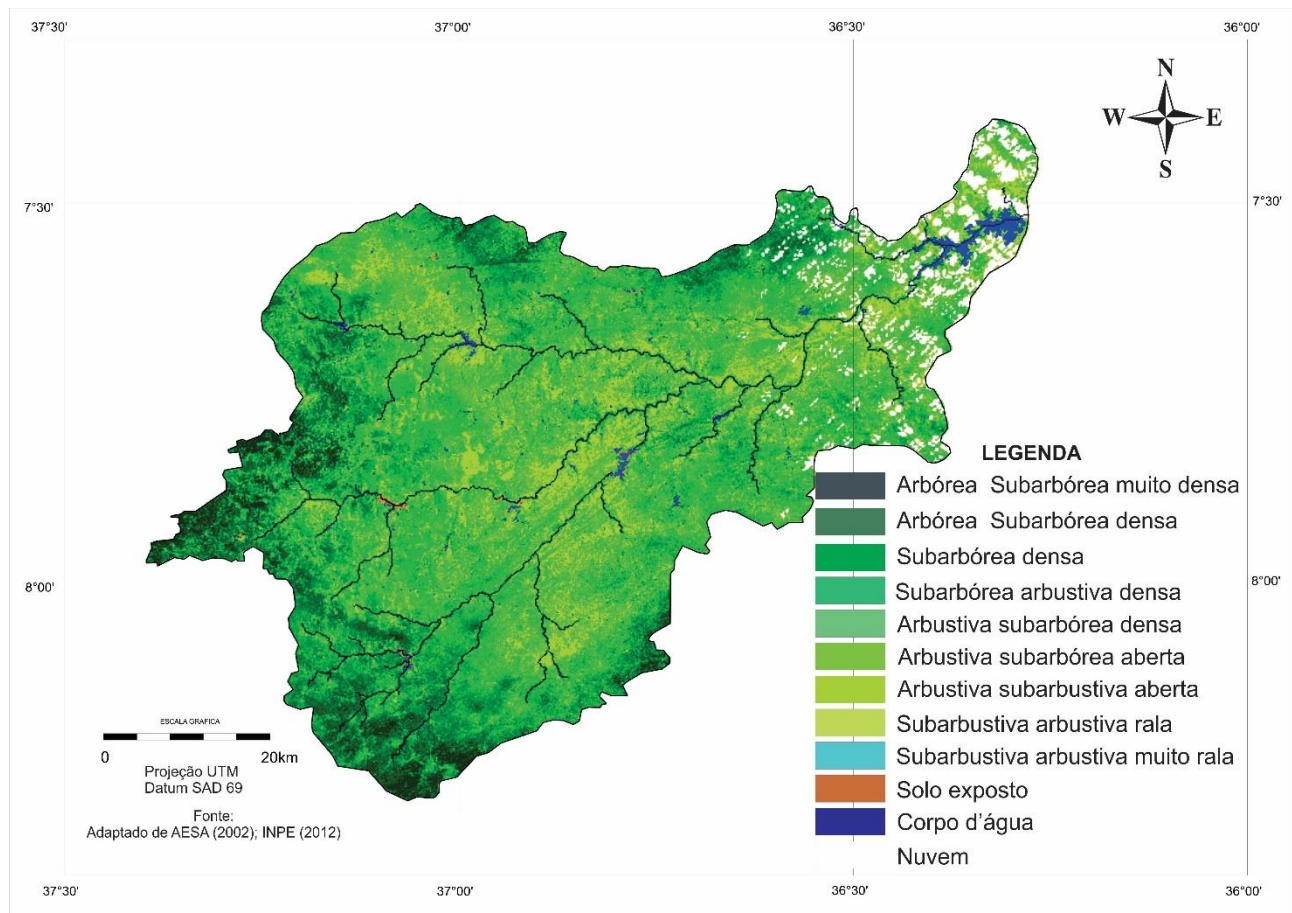 37°30'
37°00'
36°30'
36°00'
N
W
E
S
7°30'
7°30'
LEGENDA
Arbórea Subarbórea muito densa
Arbórea Subarbórea densa
Subarbórea densa
Subarbórea arbustiva densa
Arbustiva subarbórea densa
Arbustiva subarbórea aberta
Arbustiva subarbustiva aberta
Subarbustiva arbustiva rala
Subarbustiva arbustiva muito rala
Solo exposto
Corpo d'água
Nuvem
8°00'
8°00'
ESCALA GRAFICA
0
20km
Projeção UTM
Datum SAD 69
Fonte:
Adaptado de AESA (2002); INPE (2012)
37°30'
37°00'
36°30'
36°00'